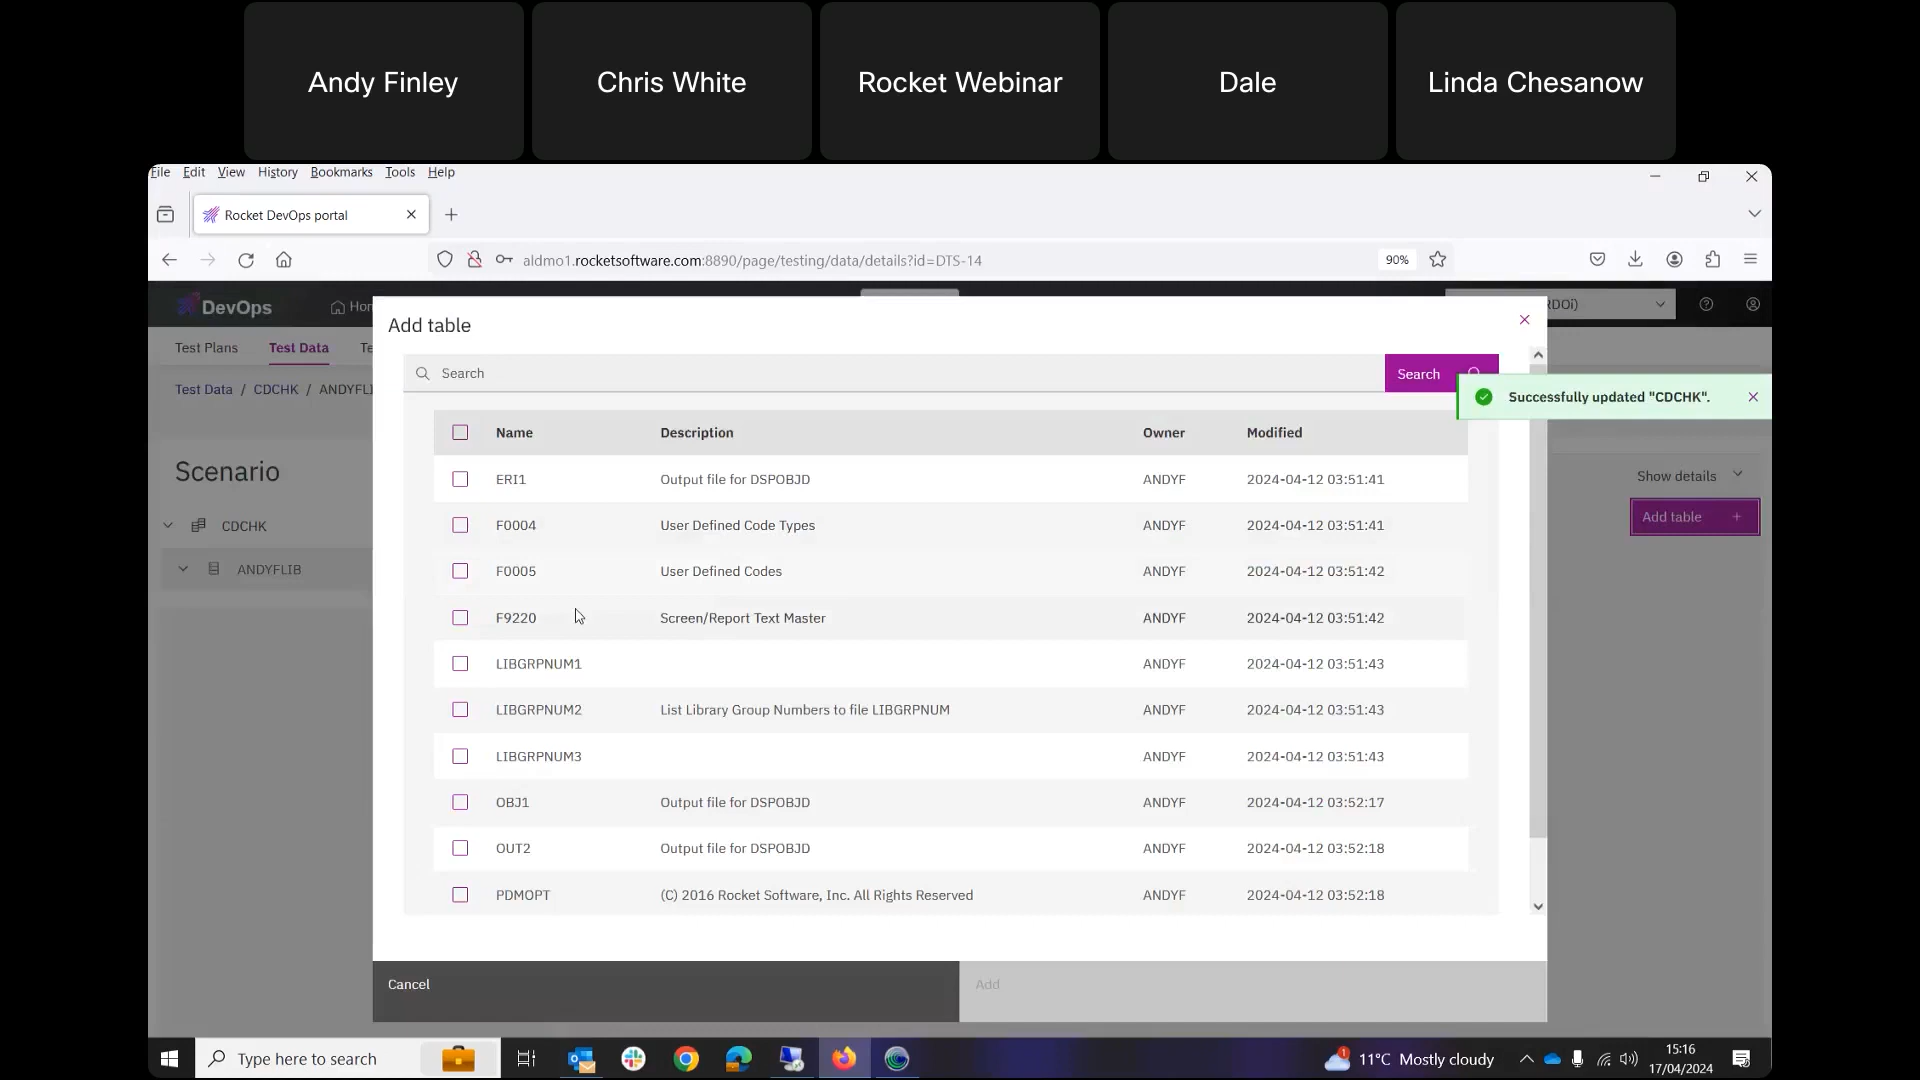 Andy Finley
Chris White
Rocket Webinar
Dale
Linda Chesanow
File Edit View History Bookmarks Tools Help
Rocket DevOps portal
aldmo1.rocketsoftware.com:8890/page/testing/data/details?id=DTS-14
90%
DevOps
RDOi)
Add table
Test Plans Test Data
Search
Search
Test Data / CDCHK / ANDYFLI
Successfully updated "CDCHK".
Name Description Owner Modified
Scenario
Show details
ERI1 Output file for DSPOBJD ANDYF 2024-04-12 03:51:41
Add table +
CDCHK
F0004 User Defined Code Types ANDYF 2024-04-12 03:51:41
ANDYFLIB
F0005 User Defined Codes ANDYF 2024-04-12 03:51:42
F9220 Screen/Report Text Master ANDYF 2024-04-12 03:51:42
LIBGRPNUM1 ANDYF 2024-04-12 03:51:43
LIBGRPNUM2 List Library Group Numbers to file LIBGRPNUM ANDYF 2024-04-12 03:51:43
LIBGRPNUM3 ANDYF 2024-04-12 03:51:43
OBJ1 Output file for DSPOBJD ANDYF 2024-04-12 03:52:17
OUT2 Output file for DSPOBJD ANDYF 2024-04-12 03:52:18
PDMOPT (C) 2016 Rocket Software, Inc. All Rights Reserved ANDYF 2024-04-12 03:52:18
Cancel
Add
Type here to search
1
11°C Mostly cloudy
15:16
17/04/2024